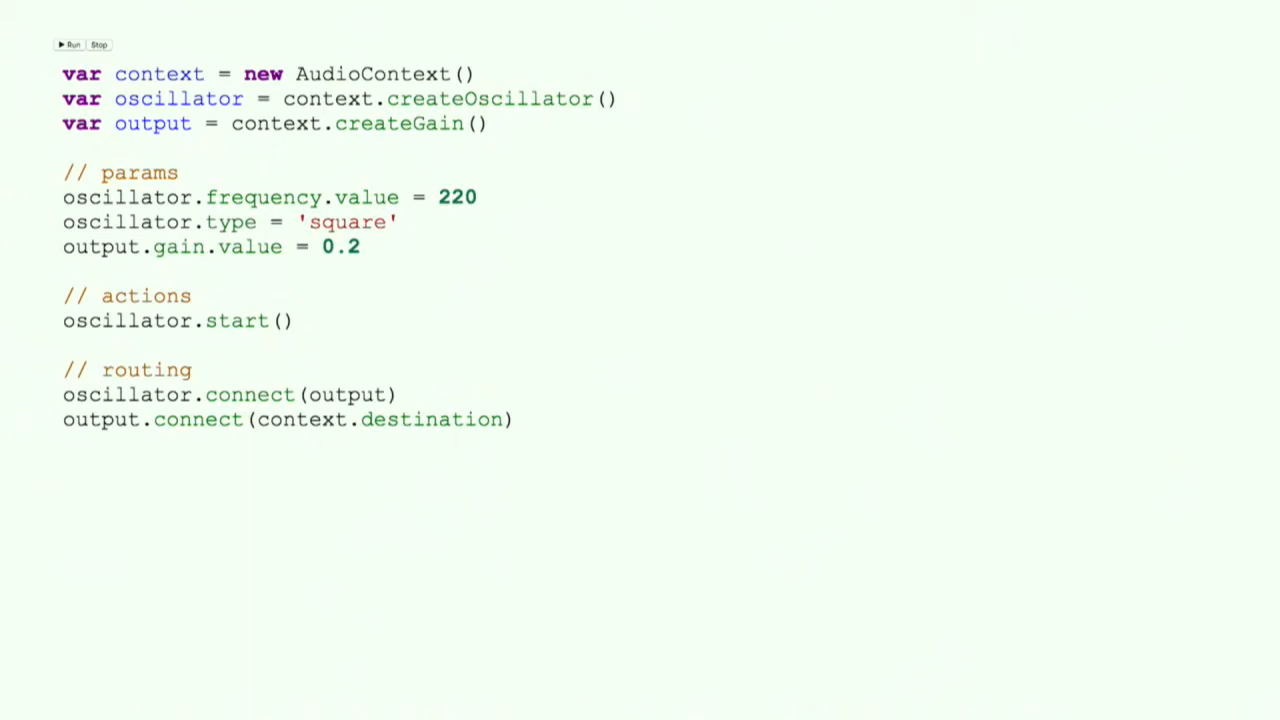 ▶ Run Stop
var context = new AudioContext()
var oscillator = context.createOscillator()
var output = context.createGain()
// params
oscillator.frequency.value = 220
oscillator.type = 'square'
output.gain.value = 0.2
// actions
oscillator.start()
// routing
oscillator.connect(output)
output.connect(context.destination)